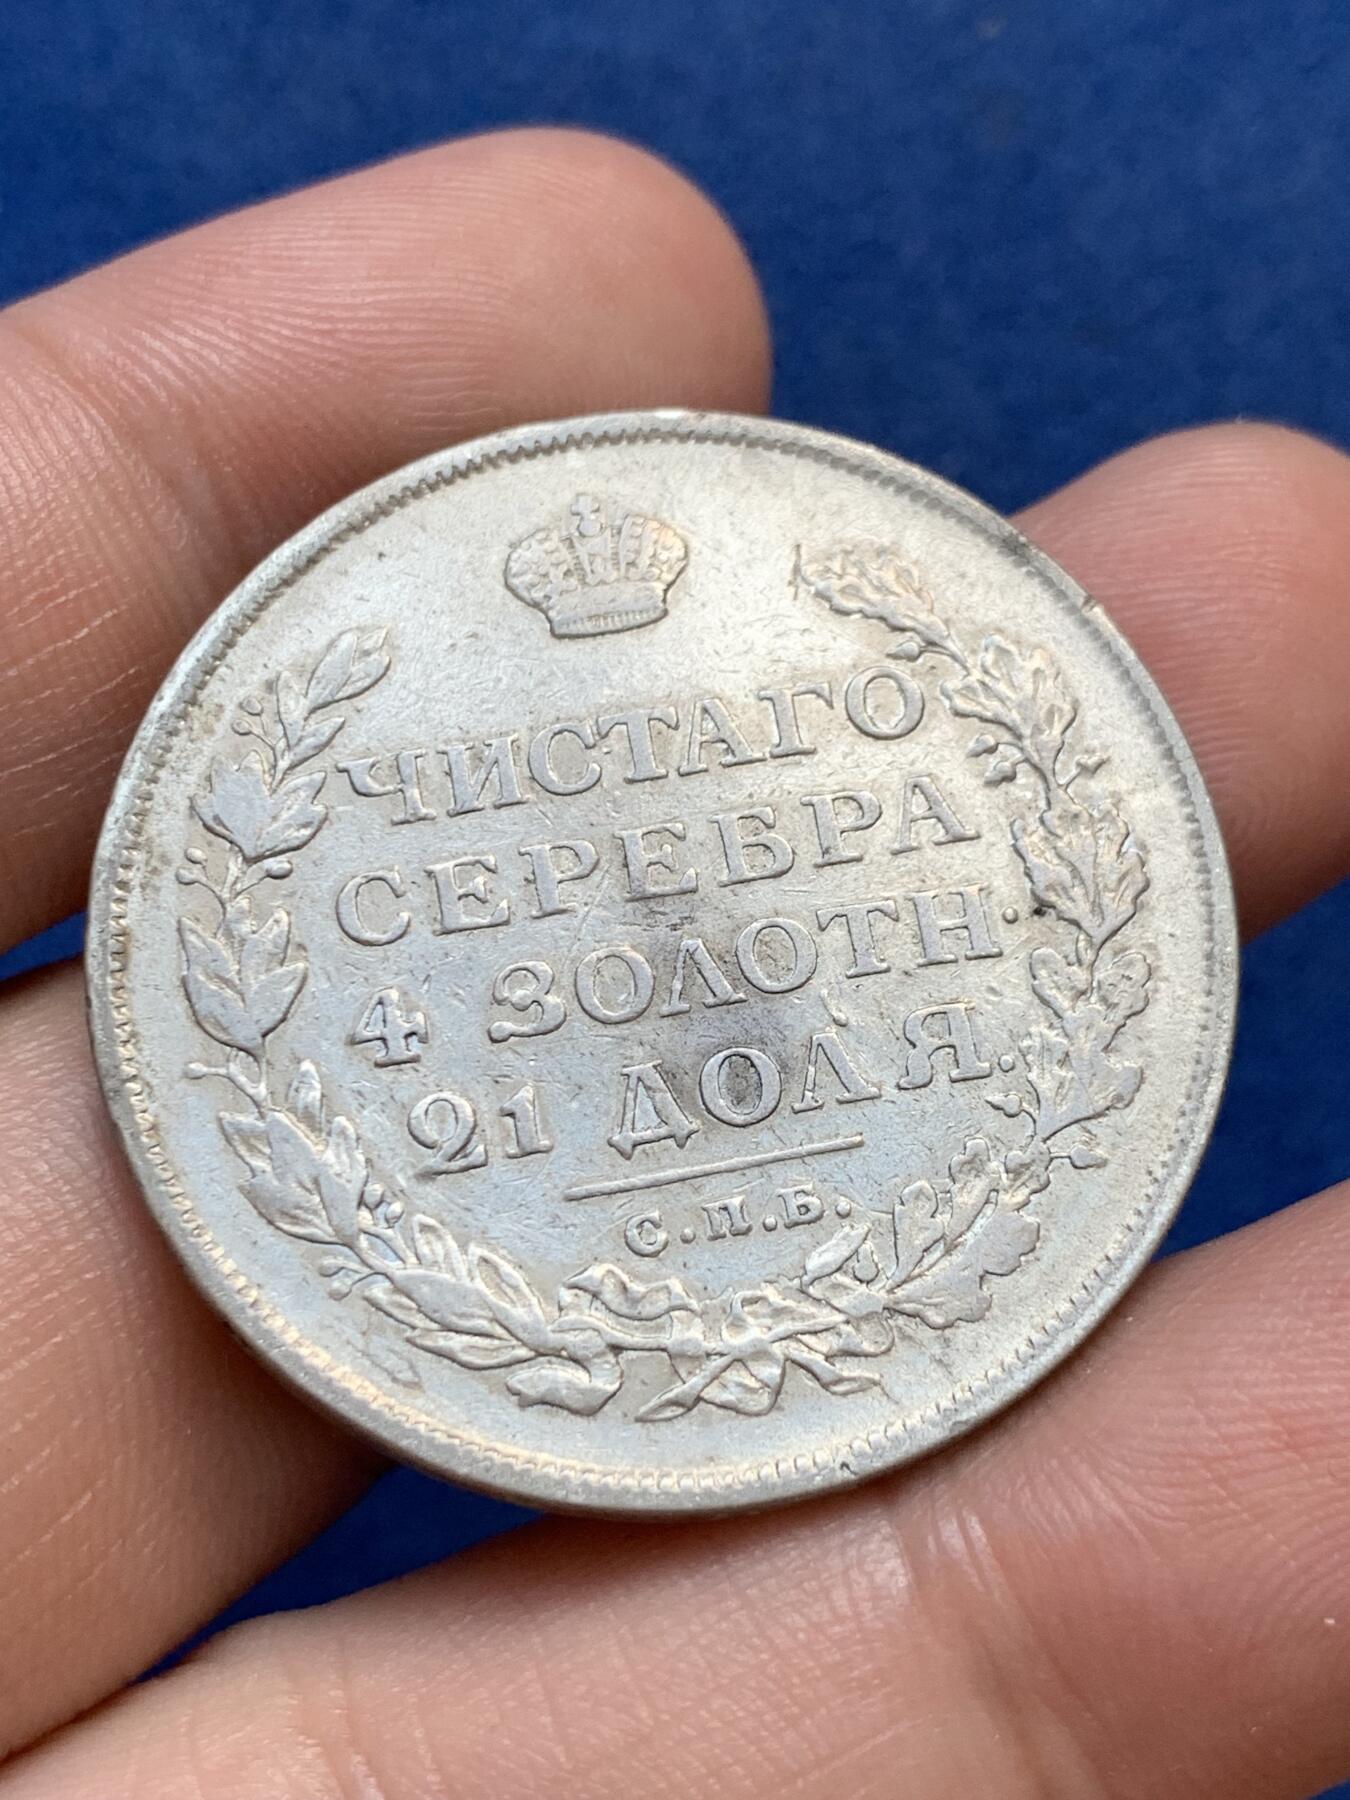 ЧИСТАГО
СЕРЕБРА
4 ЗОЛОТН.
21 ДОЛЯ.
С.П.Б.